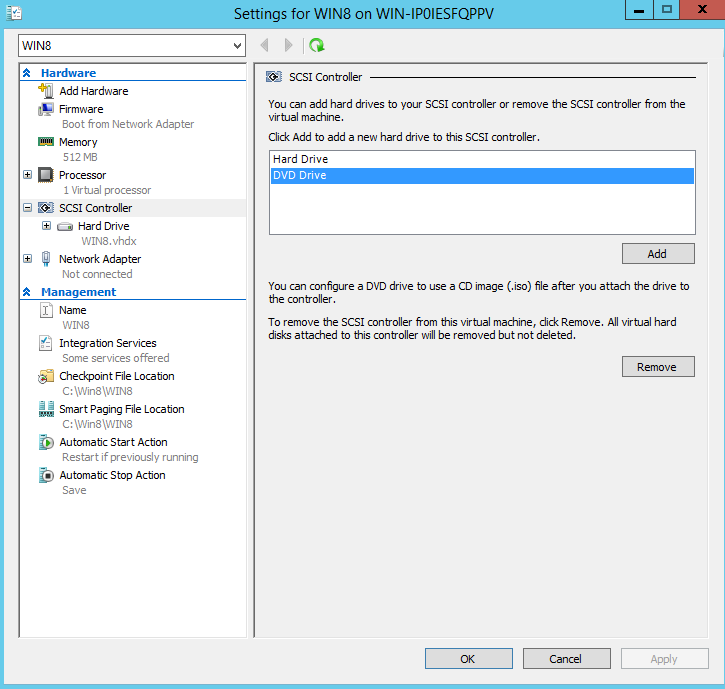 Settings for WIN8 on WIN-IP0IESFQPPV
WIN8
Hardware
Add Hardware
Firmware
Boot from Network Adapter
Memory
512 MB
Processor
1 Virtual processor
SCSI Controller
Hard Drive
WIN8.vhdx
Network Adapter
Not connected
Management
Name
WIN8
Integration Services
Some services offered
Checkpoint File Location
C:\Win8\WIN8
Smart Paging File Location
C:\Win8\WIN8
Automatic Start Action
Restart if previously running
Automatic Stop Action
Save
SCSI Controller
You can add hard drives to your SCSI controller or remove the SCSI controller from the
virtual machine.
Click Add to add a new hard drive to this SCSI controller.
Hard Drive
DVD Drive
Add
You can configure a DVD drive to use a CD image (.iso) file after you attach the drive to
the controller.
To remove the SCSI controller from this virtual machine, click Remove. All virtual hard
disks attached to this controller will be removed but not deleted.
Remove
OK
Cancel
Apply